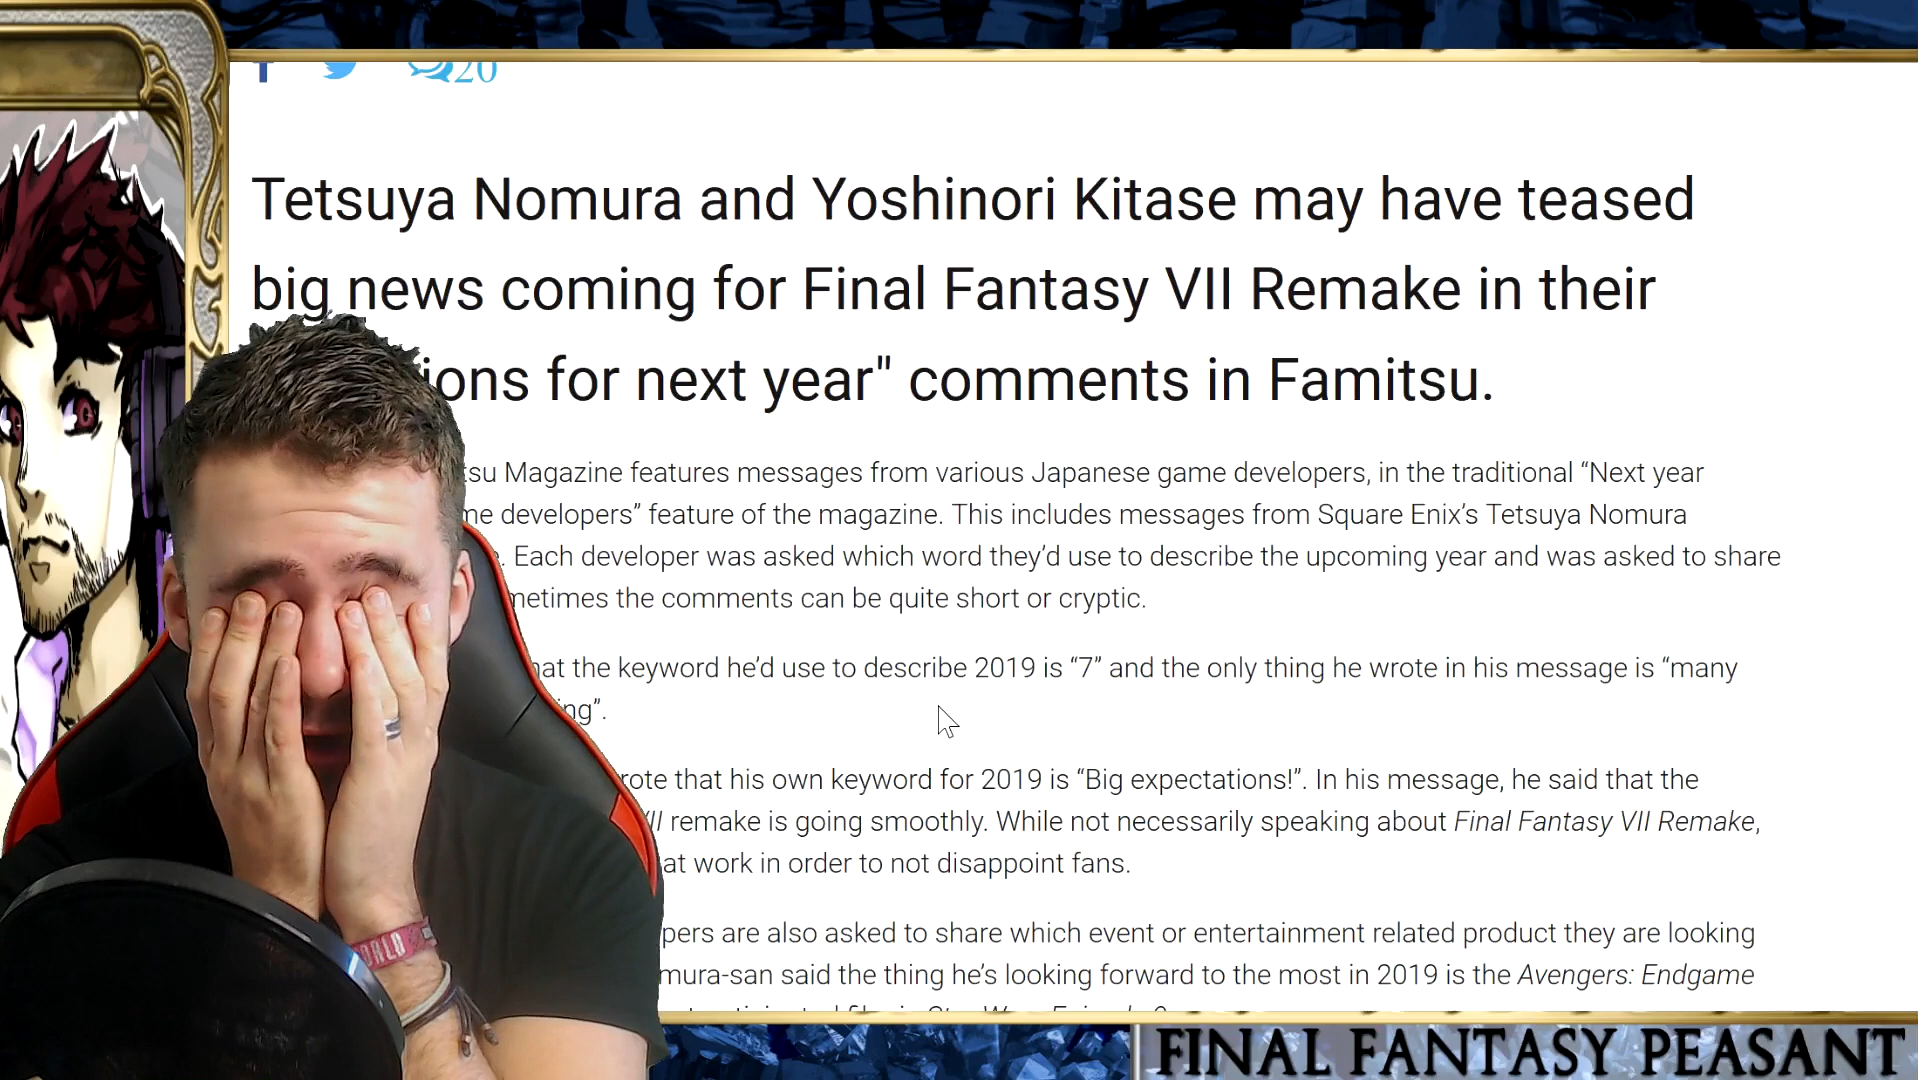 20
Tetsuya Nomura and Yoshinori Kitase may have teased
big news coming for Final Fantasy VII Remake in their
ions for next year" comments in Famitsu.
tsu Magazine features messages from various Japanese game developers, in the traditional “Next year
me developers” feature of the magazine. This includes messages from Square Enix’s Tetsuya Nomura
. Each developer was asked which word they’d use to describe the upcoming year and was asked to share
metimes the comments can be quite short or cryptic.
hat the keyword he’d use to describe 2019 is “7” and the only thing he wrote in his message is “many
ing”.
rote that his own keyword for 2019 is “Big expectations!”. In his message, he said that the
VII remake is going smoothly. While not necessarily speaking about Final Fantasy VII Remake,
at work in order to not disappoint fans.
pers are also asked to share which event or entertainment related product they are looking
mura-san said the thing he’s looking forward to the most in 2019 is the Avengers: Endgame
ORLD
FINAL FANTASY PEASANT